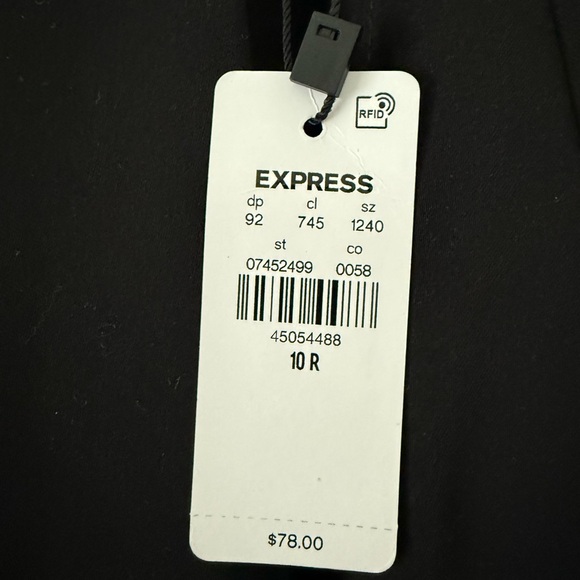 RFID
EXPRESS
dp cl sz
92 745 1240
st co
07452499 0058
45054488
10 R
$78.00